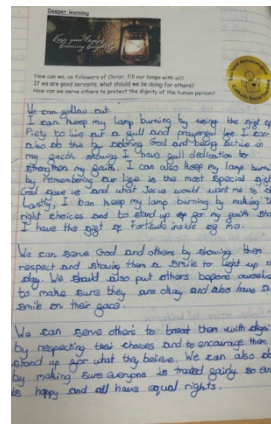 Deeper learning
Keep your lamps
burning bright
How can we, as followers of Christ, fill our lamps with oil?
If we are good servants, what should we be doing for others?
How can we serve others to protect the dignity of the human person?
We can
I can keep my lamp burning by using the gift of
Piety to live out a full and prayerful life I can
also do this by God and being active in
my faith showing I have full dedication to
strengthen my faith. I can also keep my lamp burning
by remembering our life is the most special gift
God gave us and what Jesus would want me to
Lastly, I can keep my lamp burning by making the
right choices and to stand up for my faith
I have the gift of fortitude inside of me.
We can serve God and others by showing them
respect and showing them a smile to light up
day. We should also put others before ourselves
to make sure they are okay and also have a
smile on their face.
We can serve others to treat them with
by respecting their choices and to encourage them
stand up for what they believe. We can also
by making sure everyone is treated fairly so
is happy and all have equal rights.